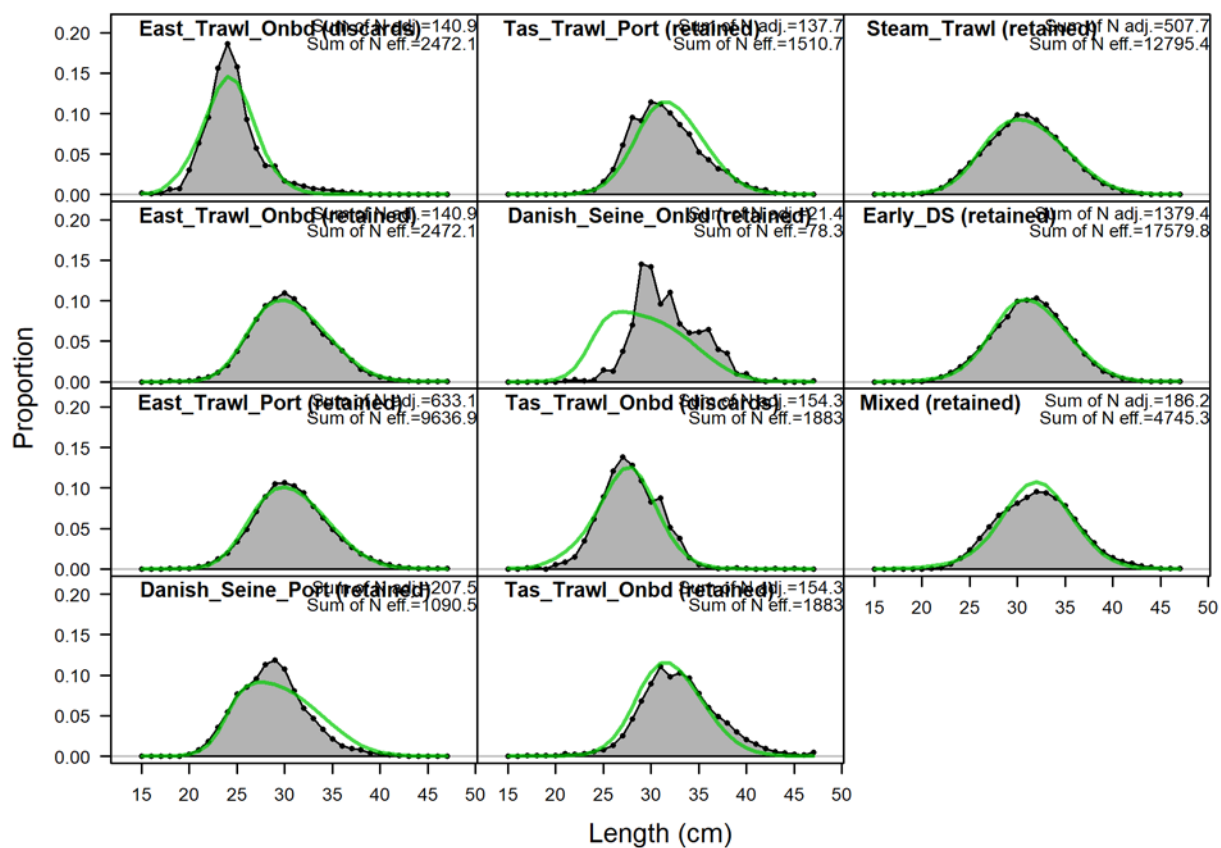 East_Trawl_Onbd (discards)
Sum of N adj.=140.9
Sum of N eff.=2472.1
Tas_Trawl_Port (retained)
Sum of N adj.=137.7
Sum of N eff.=1510.7
Steam_Trawl (retained)
Sum of N adj.=507.7
Sum of N eff.=12795.4
0.20
0.15
0.10
0.05
0.00
East_Trawl_Onbd (retained)
Sum of N adj.=140.9
Sum of N eff.=2472.1
Danish_Seine_Onbd (retained)
Sum of N adj.=21.4
Sum of N eff.=78.3
Early_DS (retained)
Sum of N adj.=1379.4
Sum of N eff.=17579.8
0.20
0.15
0.10
0.05
0.00
East_Trawl_Port (retained)
Sum of N adj.=633.1
Sum of N eff.=9636.9
Tas_Trawl_Onbd (discards)
Sum of N adj.=154.3
Sum of N eff.=1883
Mixed (retained)
Sum of N adj.=186.2
Sum of N eff.=4745.3
0.20
0.15
0.10
0.05
0.00
15 20 25 30 35 40 45 50
Danish_Seine_Port (retained)
Sum of N adj.=207.5
Sum of N eff.=1090.5
Tas_Trawl_Onbd (retained)
Sum of N adj.=154.3
Sum of N eff.=1883
0.20
0.15
0.10
0.05
0.00
15 20 25 30 35 40 45 50
15 20 25 30 35 40 45 50
Proportion
Length (cm)